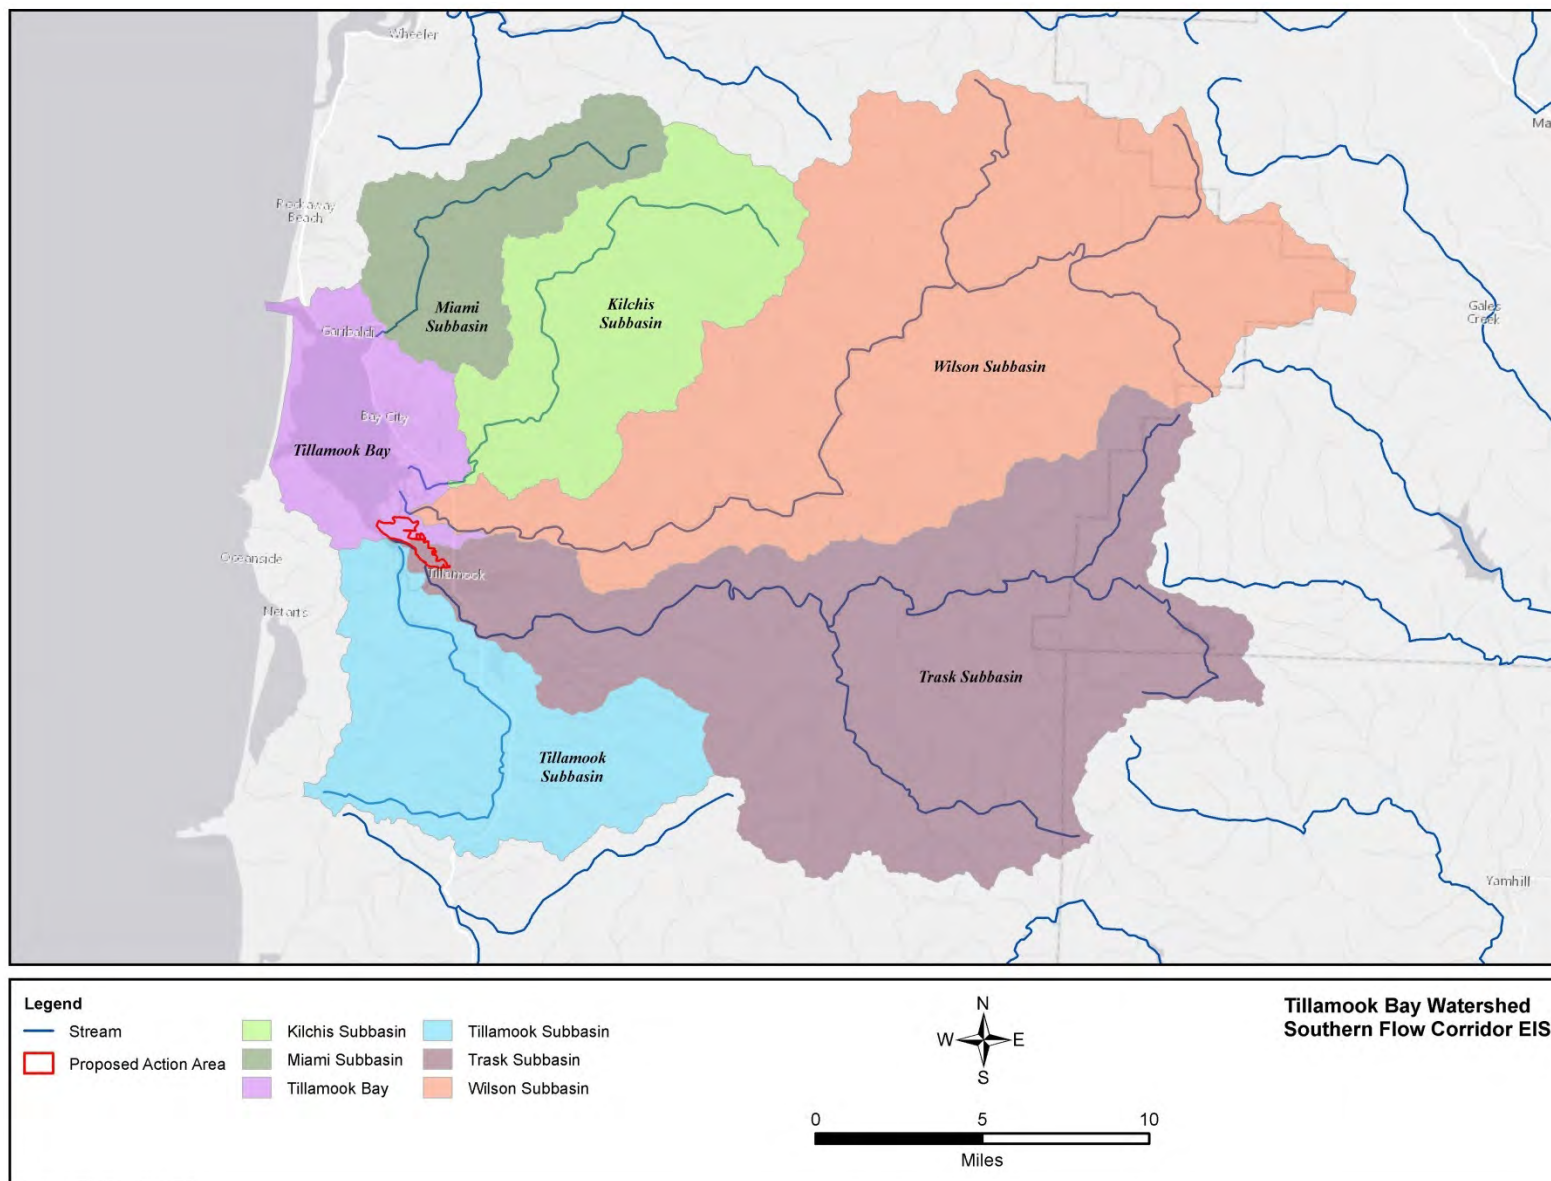 Wheeler
Ma
Rockaway
Beach
Miami
Subbasin
Kilchis
Subbasin
Gales
Creek
Garibaldi
Wilson Subbasin
Bay City
Tillamook Bay
Oceanside
Tillamook
Netarts
Trask Subbasin
Tillamook
Subbasin
Yamhill
Legend
Stream
Proposed Action Area
Kilchis Subbasin
Miami Subbasin
Tillamook Bay
Tillamook Subbasin
Trask Subbasin
Wilson Subbasin
N
W E
S
0 5 10
Miles
Tillamook Bay Watershed
Southern Flow Corridor EIS